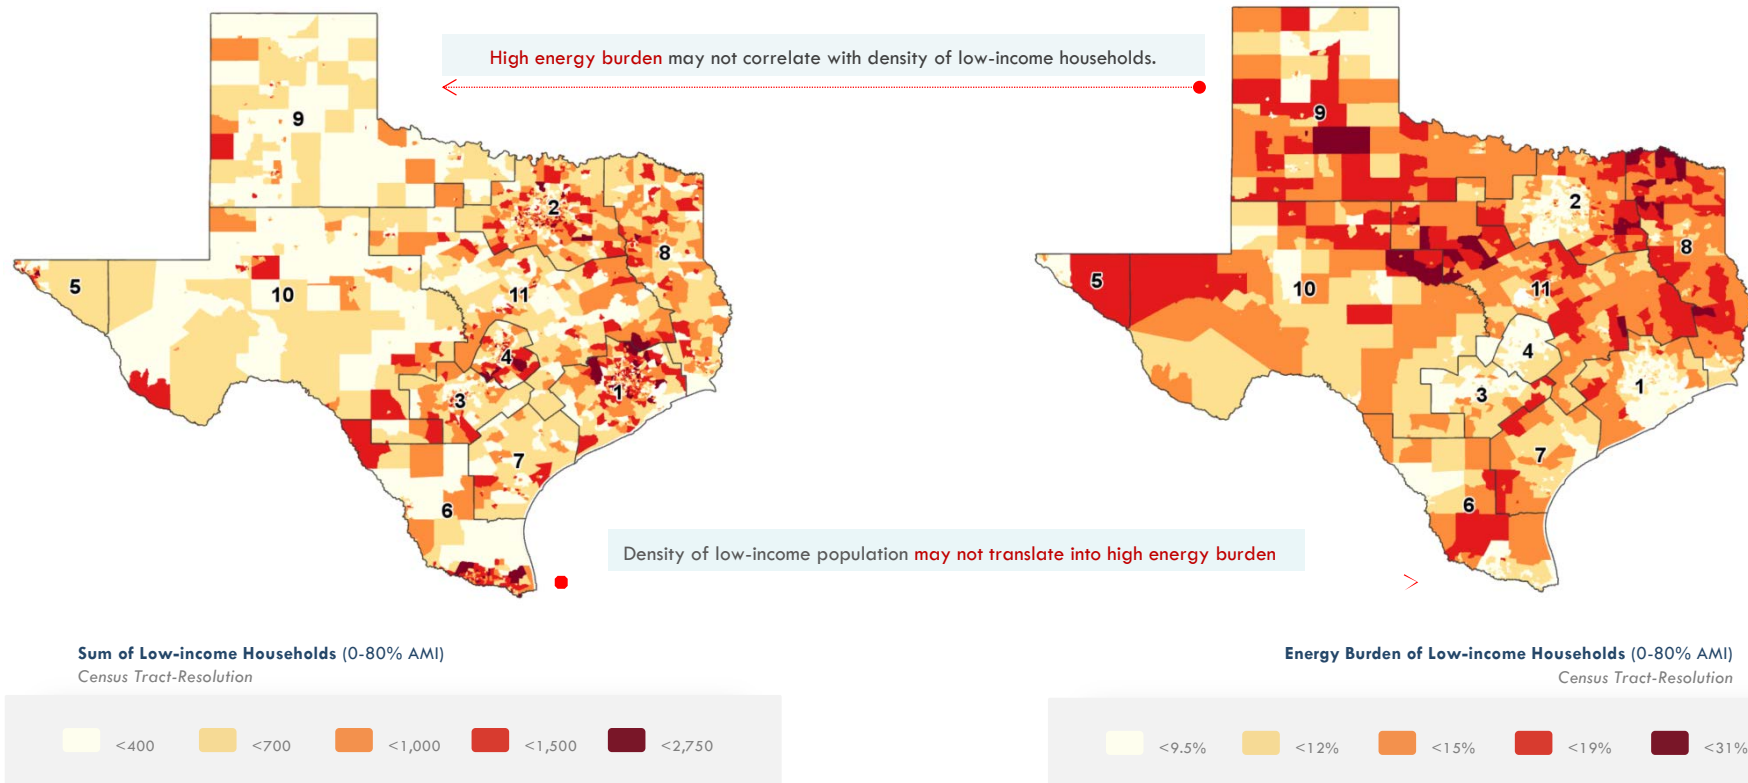 High energy burden may not correlate with density of low-income households.
9
2
8
5
10
11
4
3
1
7
6
9
2
8
5
10
11
4
3
1
7
6
Density of low-income population may not translate into high energy burden
Sum of Low-income Households (0-80% AMI)
Census Tract-Resolution
<400 <700 <1,000 <1,500 <2,750
Energy Burden of Low-income Households (0-80% AMI)
Census Tract-Resolution
<9.5% <12% <15% <19% <31%